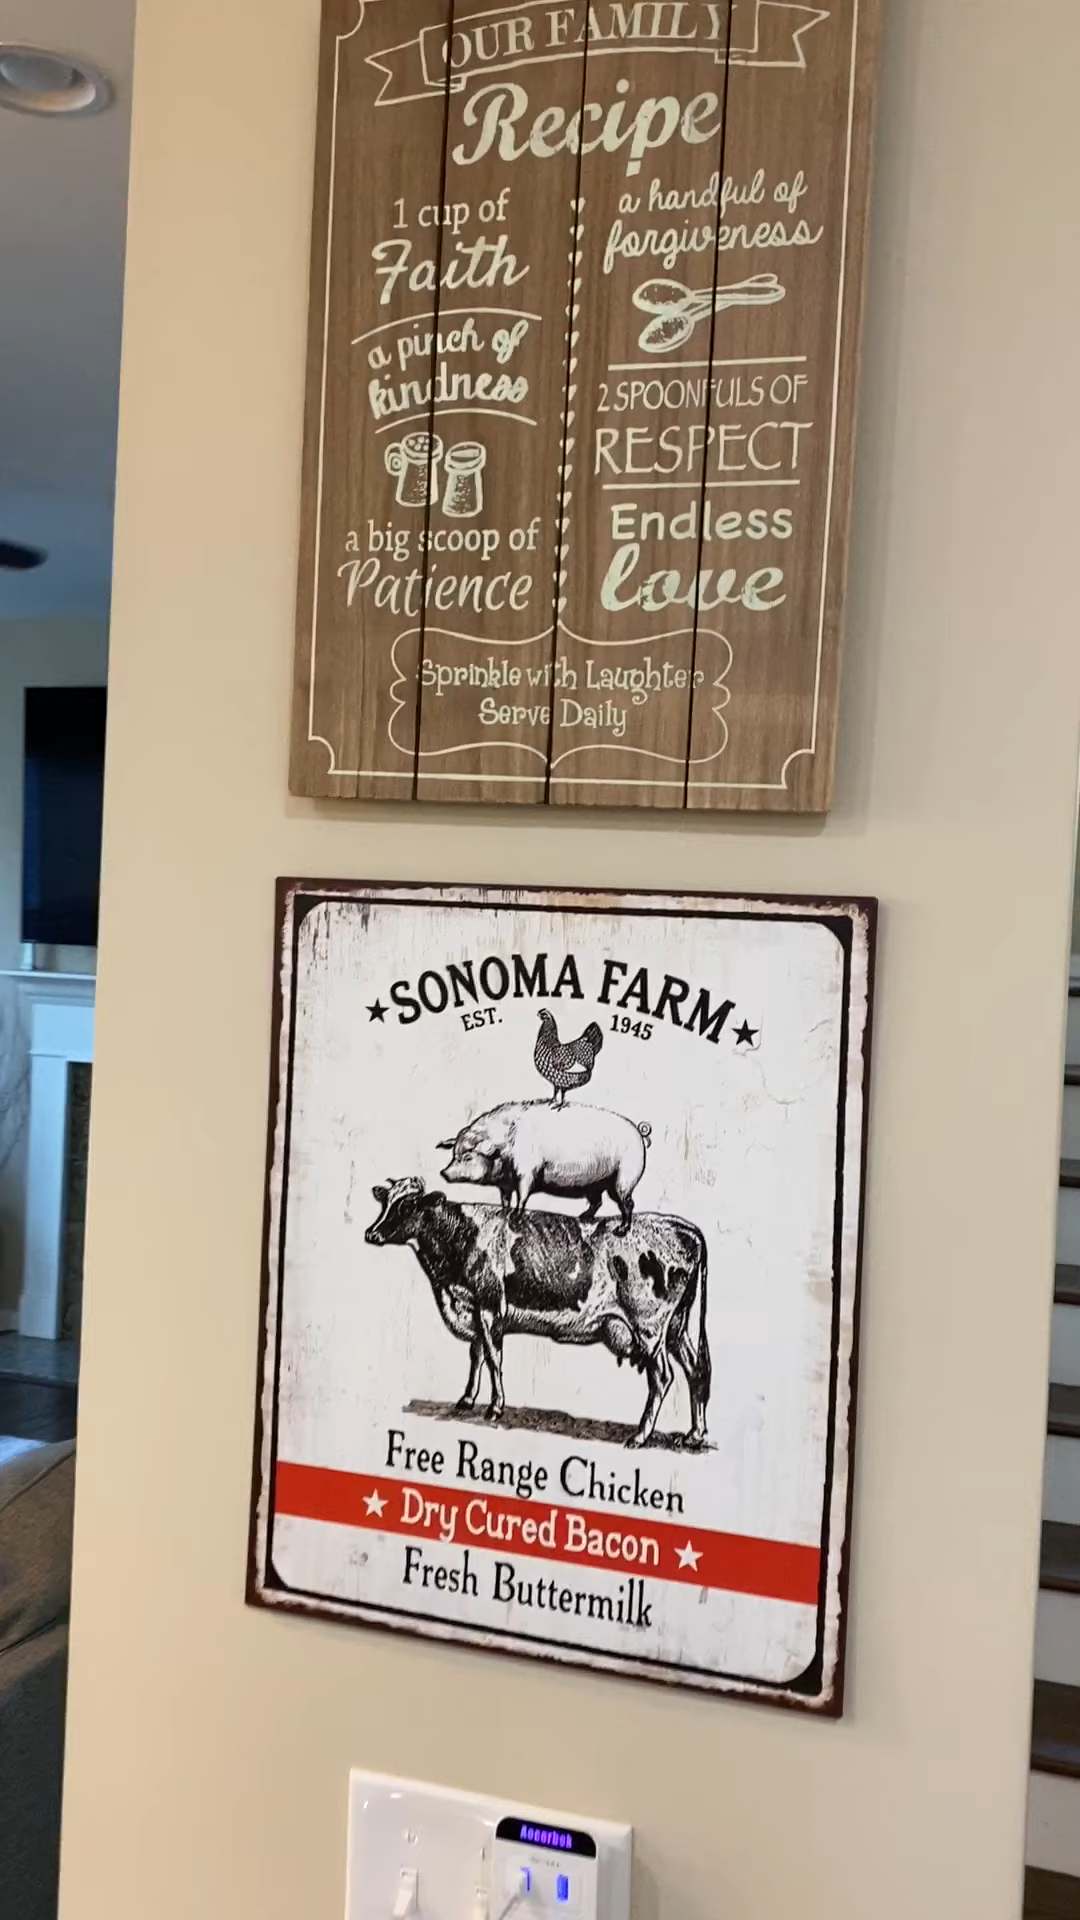 OUR FAMILY
Recipe
1 cup of
Faith
a pinch of
kindness
a big scoop of
Patience
a handful of
forgiveness
2 SPOONFULS OF
RESPECT
Endless
love
Sprinkle with Laughter
Serve Daily
SONOMA FARM
EST. 1945
Free Range Chicken
Dry Cured Bacon
Fresh Buttermilk